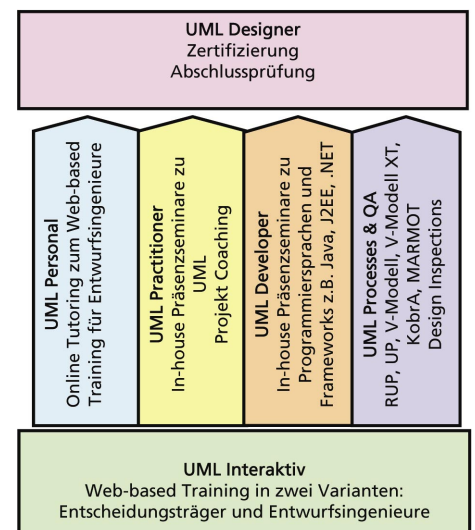 UML Designer
Zertifizierung
Abschlussprüfung
UML Personal
Online Tutoring zum Web-based
Training für Entwurfsingenieure
UML Practitioner
In-house Präsenzseminare zu
UML
Projekt Coaching
UML Developer
In-house Präsenzseminare zu
Programmiersprachen und
Frameworks z.B. Java, J2EE, .NET
UML Processes & QA
RUP, UP, V-Modell, V-Modell XT,
KobrA, MARMOT
Design Inspections
UML Interaktiv
Web-based Training in zwei Varianten:
Entscheidungsträger und Entwurfsingenieure